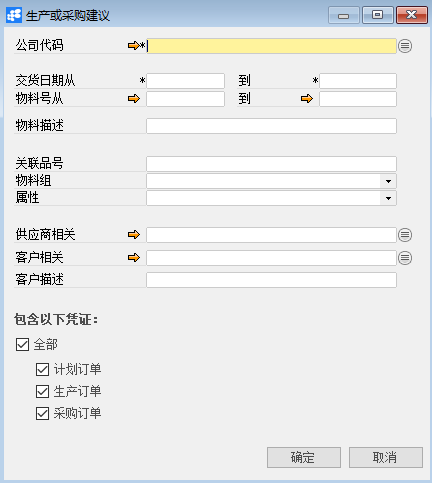 生产或采购建议
公司代码 *
交货日期从 * 到 *
物料号从 到
物料描述
关联品号
物料组
属性
供应商相关
客户相关
客户描述
包含以下凭证：
全部
计划订单
生产订单
采购订单
确定 取消